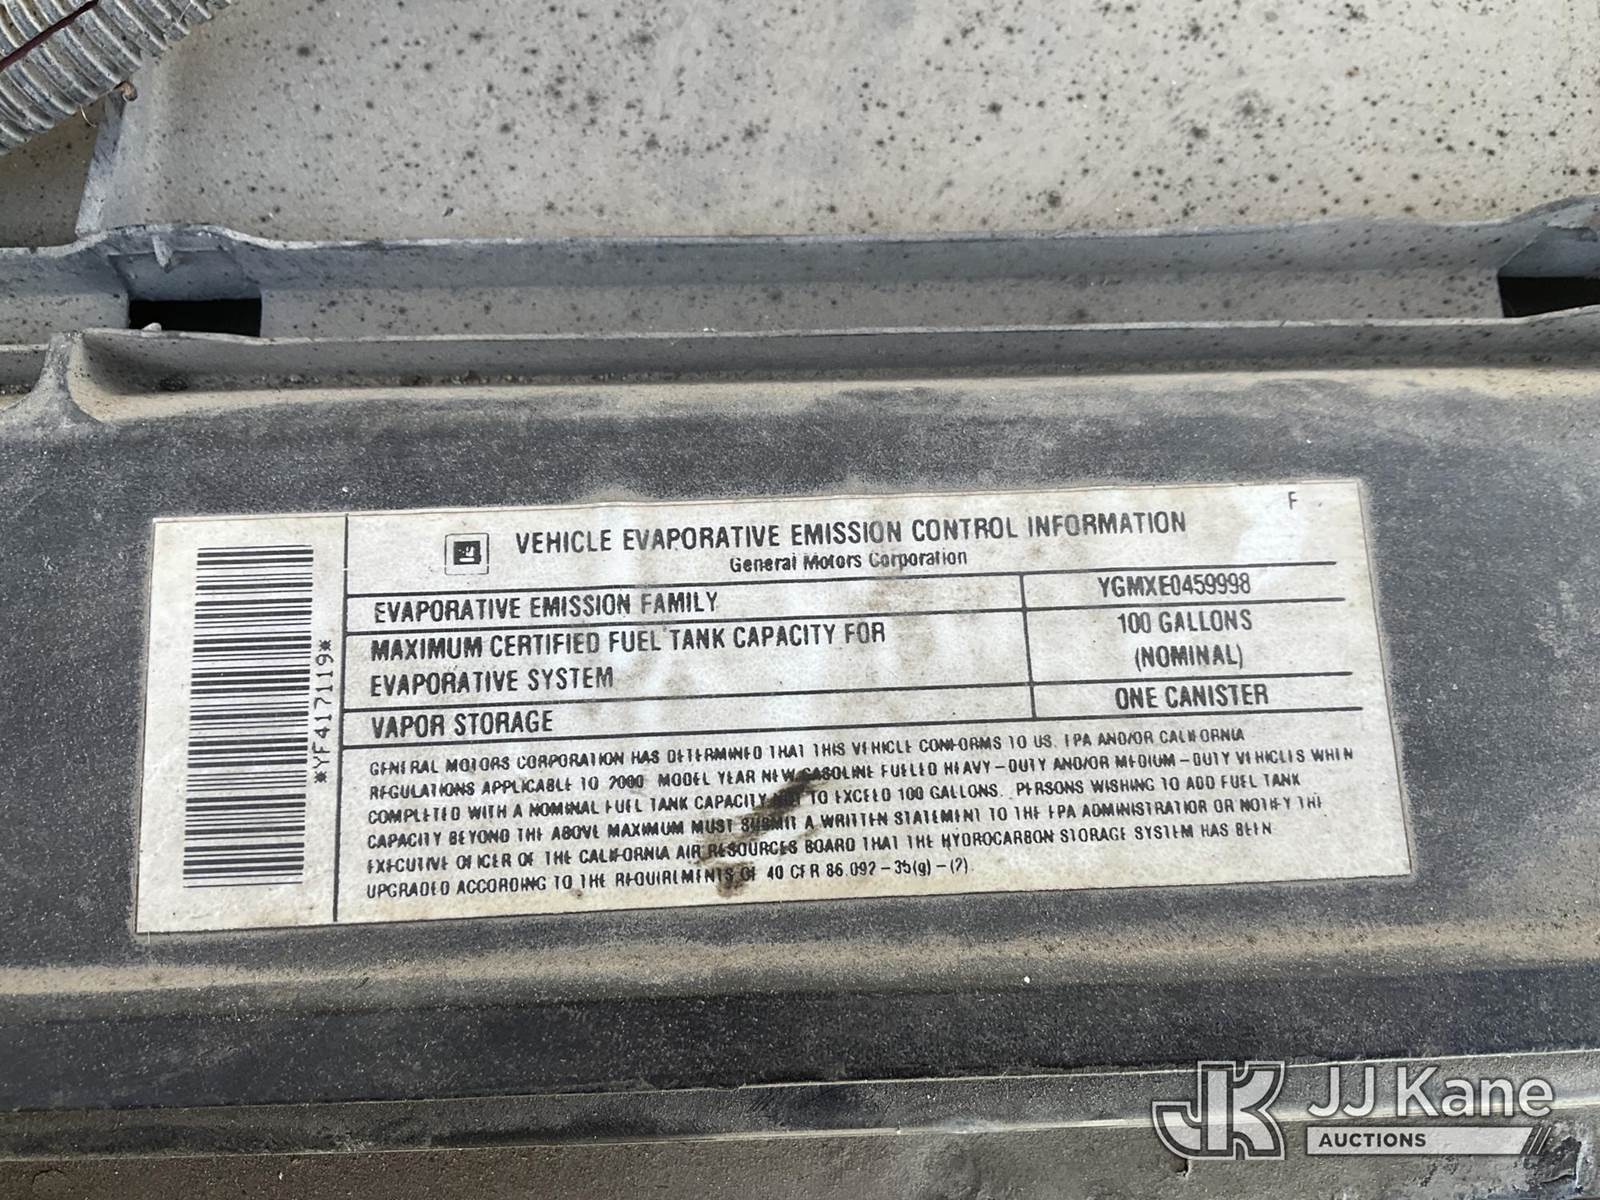 F
VEHICLE EVAPORATIVE EMISSION CONTROL INFORMATION
General Motors Corporation
EVAPORATIVE EMISSION FAMILY YGMXE0459998
MAXIMUM CERTIFIED FUEL TANK CAPACITY FOR 100 GALLONS
EVAPORATIVE SYSTEM (NOMINAL)
VAPOR STORAGE ONE CANISTER
GENERAL MOTORS CORPORATION HAS DETERMINED THAT THIS VEHICLE CONFORMS TO US. EPA AND/OR CALIFORNIA
REGULATIONS APPLICABLE TO 2000 MODEL YEAR NEW GASOLINE FUELED HEAVY-DUTY AND/OR MEDIUM-DUTY VEHICLES WHEN
COMPLETED WITH A NOMINAL FUEL TANK CAPACITY NOT TO EXCEED 100 GALLONS. PERSONS WISHING TO ADD FUEL TANK
CAPACITY BEYOND THE ABOVE MAXIMUM MUST SUBMIT A WRITTEN STATEMENT TO THE EPA ADMINISTRATIOR OR NOTIFY THE
EXECUTIVE OFFICER OF THE CALIFORNIA AIR RESOURCES BOARD THAT THE HYDROCARBON STORAGE SYSTEM HAS BEEN
UPGRADED ACCORDING TO THE REQUIREMENTS OF 40 CFR 86.092-35(g)-(2)
*YF417119*
JK JJ Kane
AUCTIONS